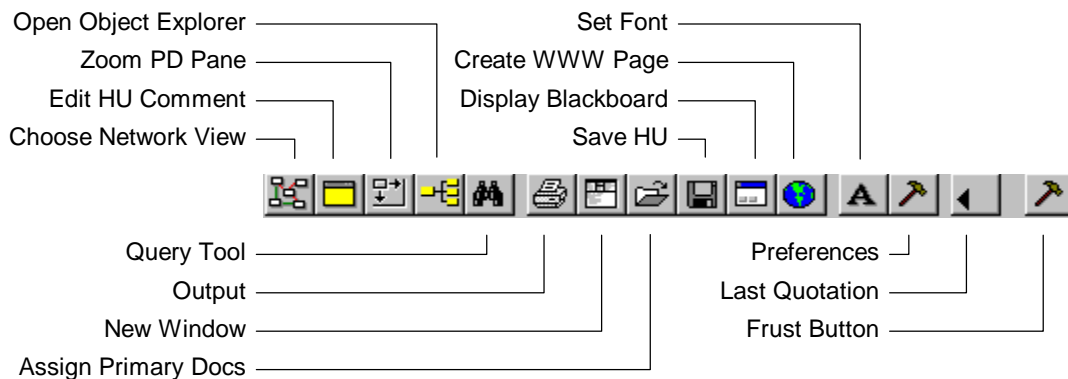 Open Object Explorer
Set Font
Zoom PD Pane
Create WWW Page
Edit HU Comment
Display Blackboard
Choose Network View
Save HU
A
Query Tool
Preferences
Output
Last Quotation
New Window
Frust Button
Assign Primary Docs